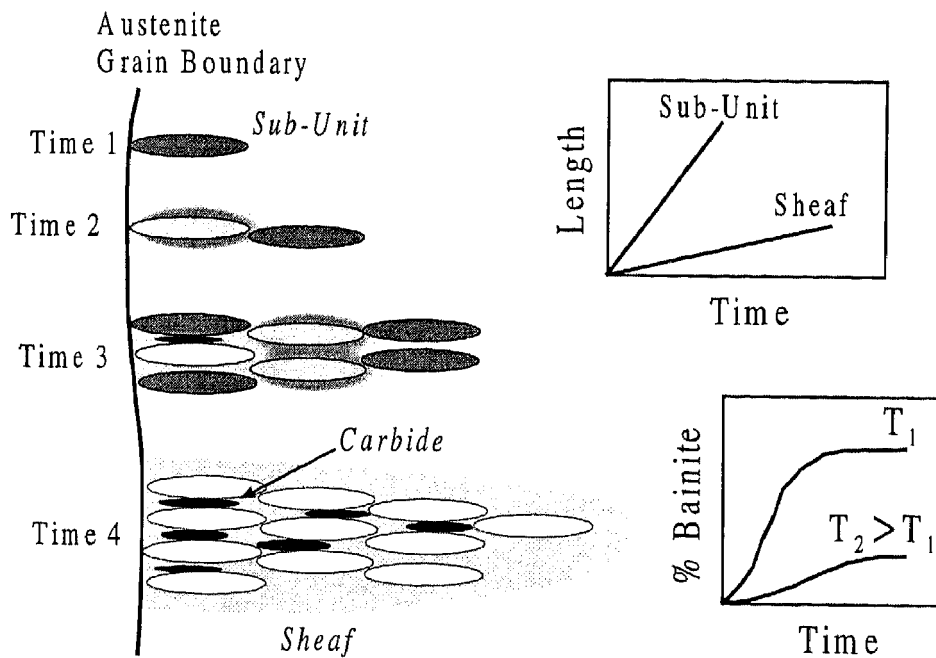 Austenite
Grain Boundary
Sub-Unit
Time 1
Time 2
Time 3
Carbide
Time 4
Sheaf
Sub-Unit
Sheaf
Length
Time
T₁
T₂ > T₁
% Bainite
Time